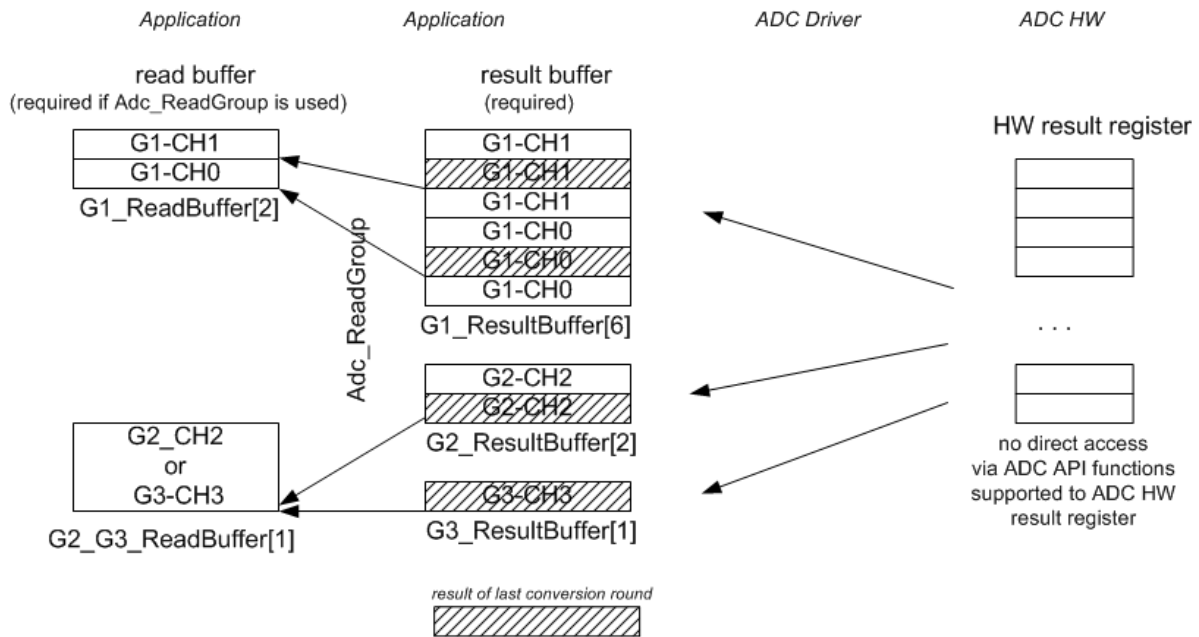 Application
Application
ADC Driver
ADC HW
read buffer
(required if Adc_ReadGroup is used)
G1-CH1
G1-CH0
G1_ReadBuffer[2]
G2_CH2
or
G3-CH3
G2_G3_ReadBuffer[1]
Adc_ReadGroup
result buffer
(required)
G1-CH1
G1-CH1
G1-CH1
G1-CH0
G1-CH0
G1-CH0
G1_ResultBuffer[6]
G2-CH2
G2-CH2
G2_ResultBuffer[2]
G3-CH3
G3_ResultBuffer[1]
result of last conversion round
HW result register
. . .
no direct access
via ADC API functions
supported to ADC HW
result register